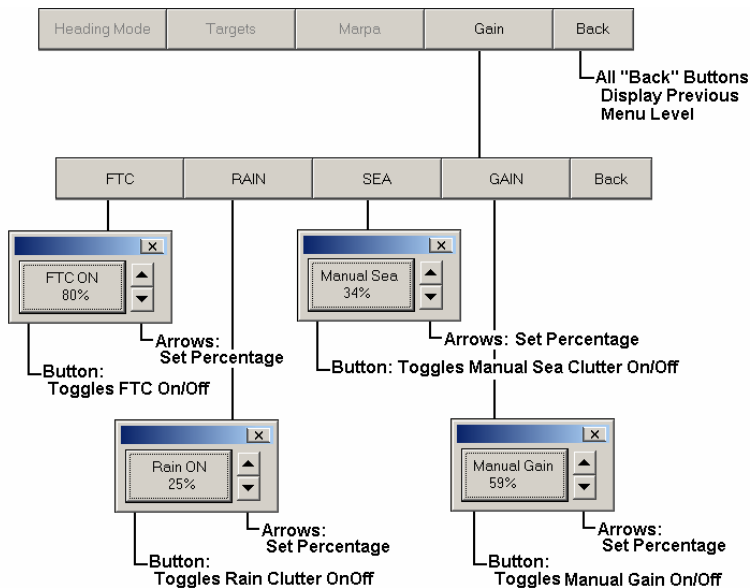 Heading Mode Targets Marpa Gain Back
All "Back" Buttons
Display Previous
Menu Level
FTC RAIN SEA GAIN Back
FTC ON
80%
Arrows:
Set Percentage
Button:
Toggles FTC On/Off
Manual Sea
34%
Arrows: Set Percentage
Button: Toggles Manual Sea Clutter On/Off
Rain ON
25%
Arrows:
Set Percentage
Button:
Toggles Rain Clutter OnOff
Manual Gain
59%
Arrows:
Set Percentage
Button:
Toggles Manual Gain On/Off